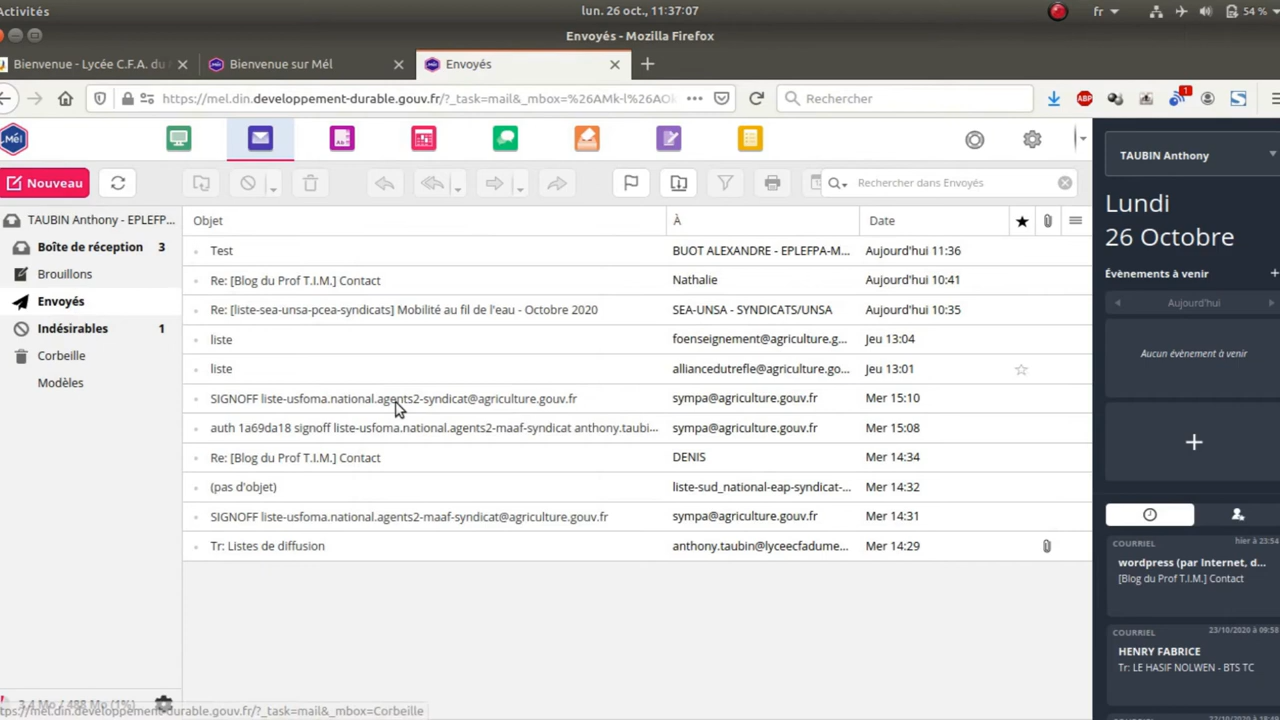 Activités
lun. 26 oct., 11:37:07
fr
54 %
Envoyés - Mozilla Firefox
Bienvenue - Lycée C.F.A. du
Bienvenue sur Mél
Envoyés
https://mel.din.developpement-durable.gouv.fr/?_task=mail&_mbox=%26AMk-l%26AOk
Rechercher
ABP
1
Mél
Nouveau
Rechercher dans Envoyés
TAUBIN Anthony - EPLEFP...
Boîte de réception 3
Brouillons
Envoyés
Indésirables 1
Corbeille
Modèles
Objet À Date
Test BUOT ALEXANDRE - EPLEFPA-M... Aujourd'hui 11:36
Re: [Blog du Prof T.I.M.] Contact Nathalie Aujourd'hui 10:41
Re: [liste-sea-unsa-pcea-syndicats] Mobilité au fil de l'eau - Octobre 2020 SEA-UNSA - SYNDICATS/UNSA Aujourd'hui 10:35
liste foenseignement@agriculture.g... Jeu 13:04
liste alliancedutrefle@agriculture.go... Jeu 13:01
SIGNOFF liste-usfoma.national.agents2-syndicat@agriculture.gouv.fr sympa@agriculture.gouv.fr Mer 15:10
auth 1a69da18 signoff liste-usfoma.national.agents2-maaf-syndicat anthony.taubi... sympa@agriculture.gouv.fr Mer 15:08
Re: [Blog du Prof T.I.M.] Contact DENIS Mer 14:34
(pas d'objet) liste-sud_national-eap-syndicat-... Mer 14:32
SIGNOFF liste-usfoma.national.agents2-maaf-syndicat@agriculture.gouv.fr sympa@agriculture.gouv.fr Mer 14:31
Tr: Listes de diffusion anthony.taubin@lyceecfadume... Mer 14:29
TAUBIN Anthony
Lundi
26 Octobre
Évènements à venir
Aujourd'hui
Aucun évènement à venir
COURRIEL hier à 23:54
wordpress (par Internet, d...
[Blog du Prof T.I.M.] Contact
COURRIEL 23/10/2020 à 09:58
HENRY FABRICE
Tr: LE HASIF NOLWEN - BTS TC
COURRIEL
3,4 Mo / 488 Mo (1%)
ttps://mel.din.developpement-durable.gouv.fr/?_task=mail&_mbox=Corbeille